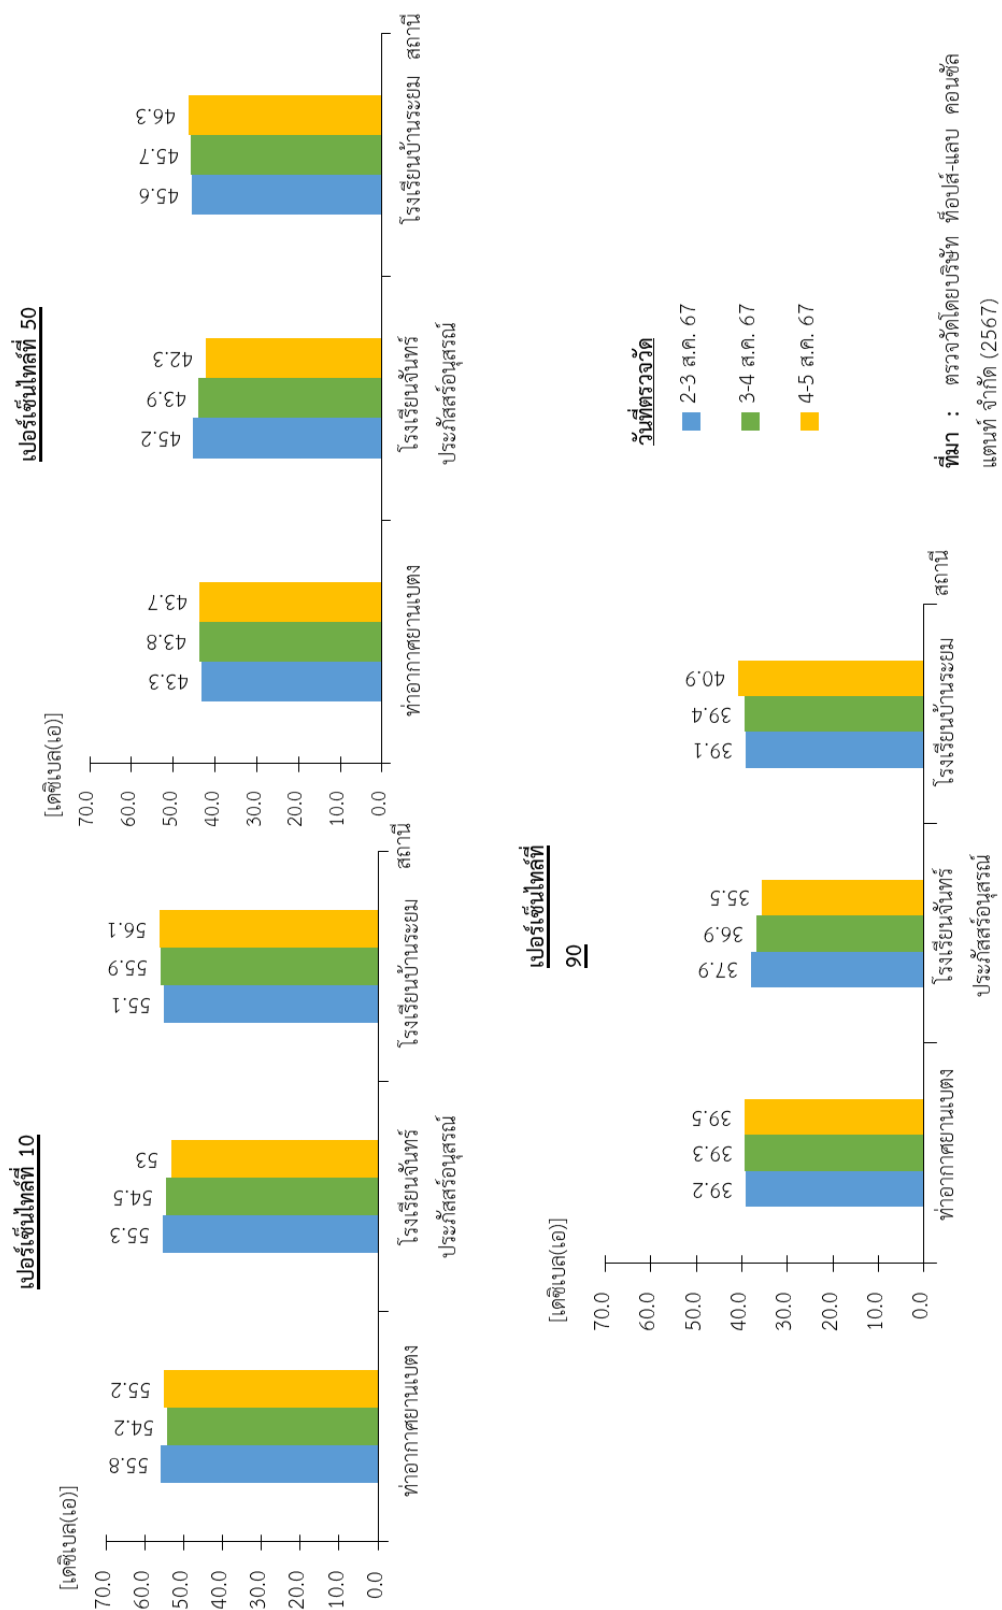 เปอร์เซ็นไทล์ที่ 10
[เดซิเบล(เอ)]
70.0
60.0
50.0
40.0
30.0
20.0
10.0
0.0
55.8
54.2
55.2
55.3
54.5
53
55.1
55.9
56.1
ท่าอากาศยานเบตง
โรงเรียนจันทร์
ประภัสสร์อนุสรณ์
โรงเรียนบ้านระยม
สถานี
เปอร์เซ็นไทล์ที่ 50
[เดซิเบล(เอ)]
70.0
60.0
50.0
40.0
30.0
20.0
10.0
0.0
43.3
43.8
43.7
45.2
43.9
42.3
45.6
45.7
46.3
ท่าอากาศยานเบตง
โรงเรียนจันทร์
ประภัสสร์อนุสรณ์
โรงเรียนบ้านระยม
สถานี
เปอร์เซ็นไทล์ที่
90
[เดซิเบล(เอ)]
70.0
60.0
50.0
40.0
30.0
20.0
10.0
0.0
39.2
39.3
39.5
37.9
36.9
35.5
39.1
39.4
40.9
ท่าอากาศยานเบตง
โรงเรียนจันทร์
ประภัสสร์อนุสรณ์
โรงเรียนบ้านระยม
สถานี
วันที่ตรวจวัด
2-3 ส.ค. 67
3-4 ส.ค. 67
4-5 ส.ค. 67
ที่มา : ตรวจวัดโดยบริษัท ท็อปส์-แลบ คอนซัล
แตนท์ จำกัด (2567)